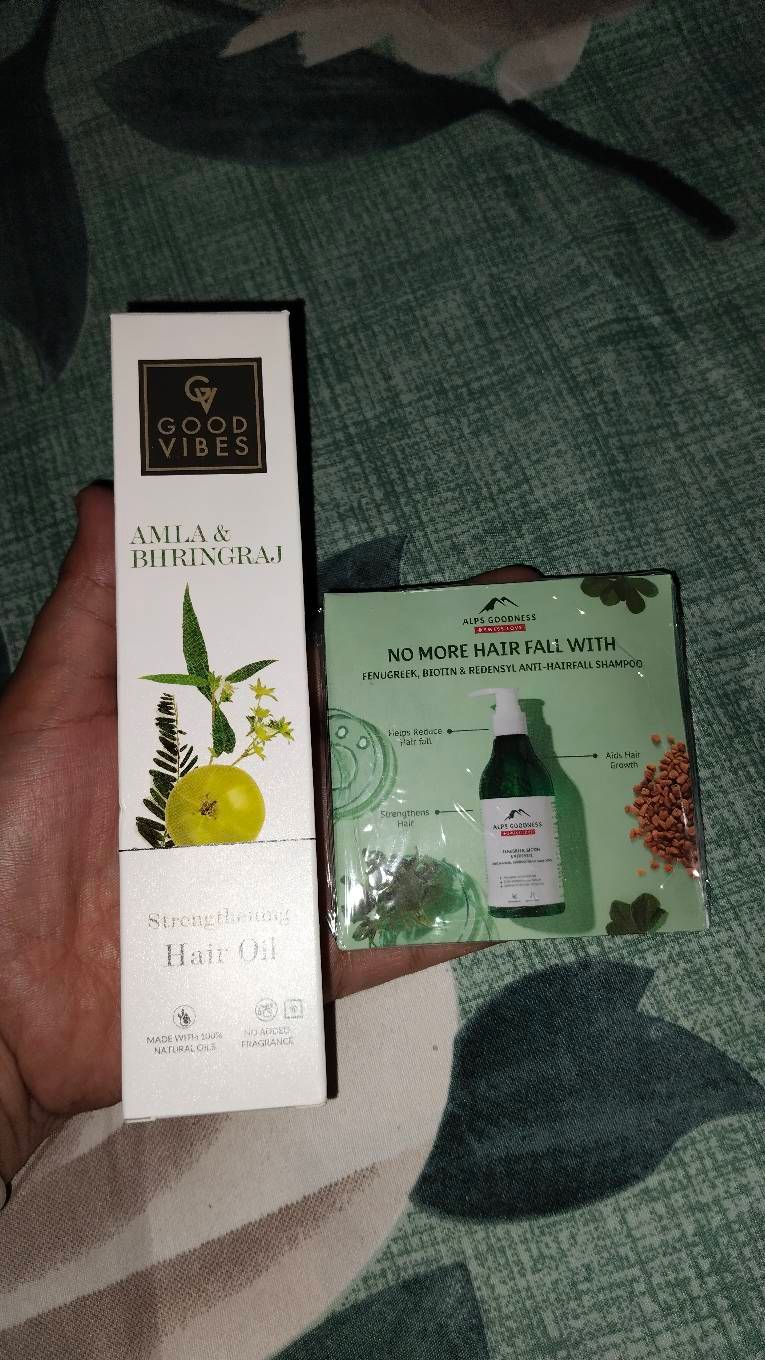 GV
GOOD
VIBES
AMLA &
BHRINGRAJ
Strengthening
Hair Oil
MADE WITH 100%
NATURAL OILS
NO ADDED
FRAGRANCE
ALPS GOODNESS
NO MORE HAIR FALL WITH
FENUGREEK, BIOTIN & REDENSYL ANTI-HAIRFALL SHAMPOO
Helps Reduce
Hair fall
Aids Hair
Growth
Strengthens
Hair
ALPS GOODNESS